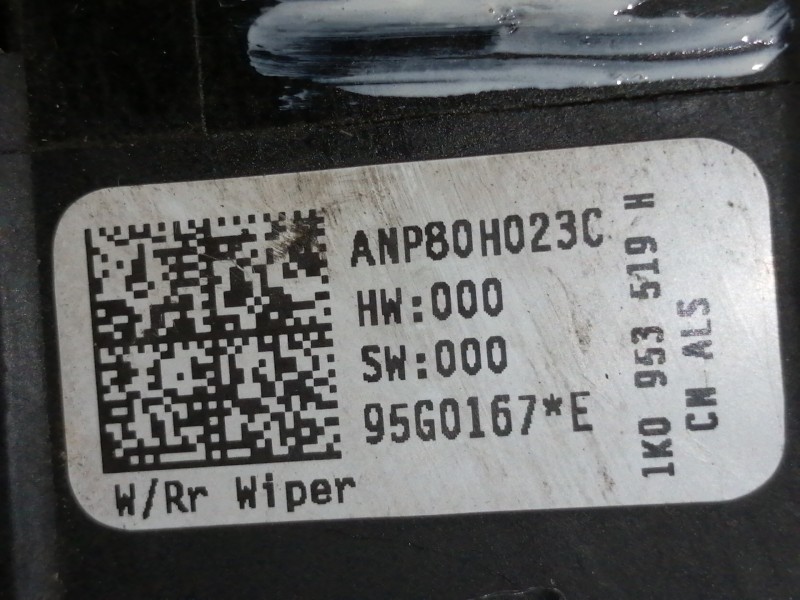 ANP80H023C
HW:000
SW:000
95G0167*E
W/Rr Wiper
1K0 953 519 H
CM ALS